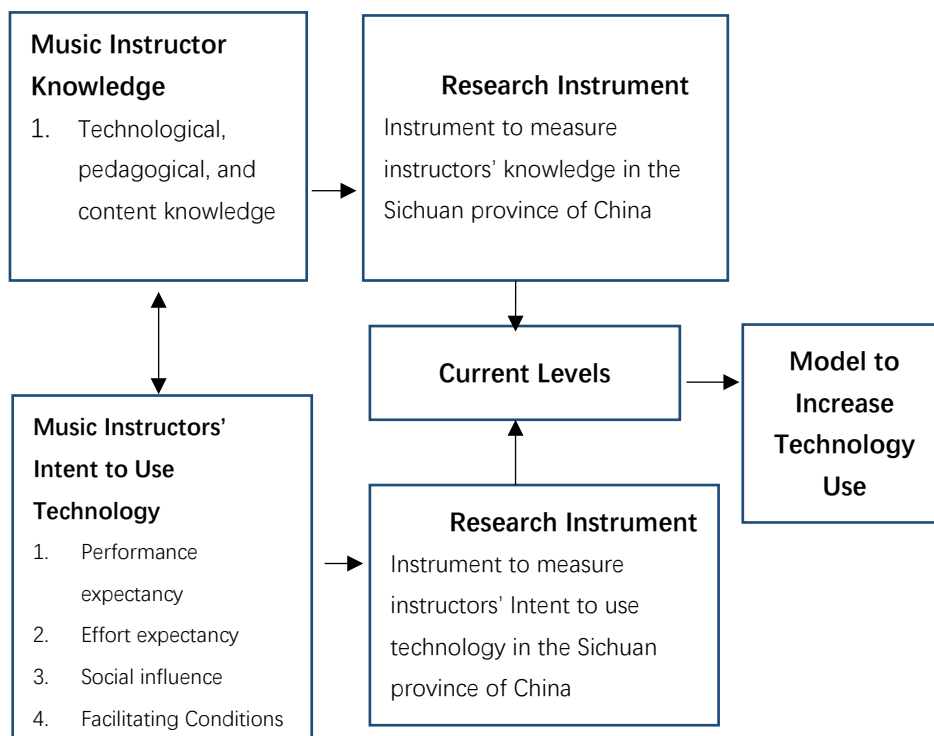 Music Instructor
Knowledge
1. Technological,
pedagogical, and
content knowledge
Research Instrument
Instrument to measure
instructors’ knowledge in the
Sichuan province of China
Current Levels
Model to
Increase
Technology
Use
Music Instructors’
Intent to Use
Technology
1. Performance
expectancy
2. Effort expectancy
3. Social influence
4. Facilitating Conditions
Research Instrument
Instrument to measure
instructors’ Intent to use
technology in the Sichuan
province of China